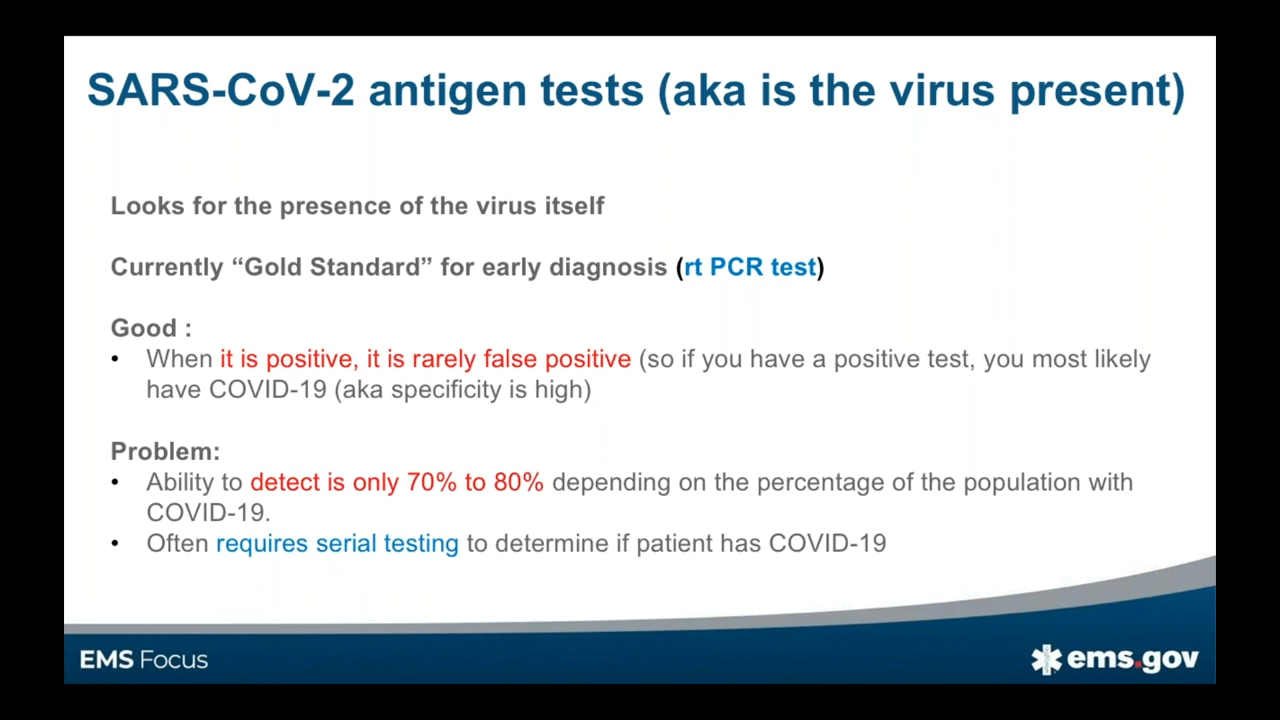 SARS-CoV-2 antigen tests (aka is the virus present)
Looks for the presence of the virus itself
Currently “Gold Standard” for early diagnosis (rt PCR test)
Good :
• When it is positive, it is rarely false positive (so if you have a positive test, you most likely
have COVID-19 (aka specificity is high)
Problem:
• Ability to detect is only 70% to 80% depending on the percentage of the population with
COVID-19.
• Often requires serial testing to determine if patient has COVID-19
EMS Focus
ems.gov